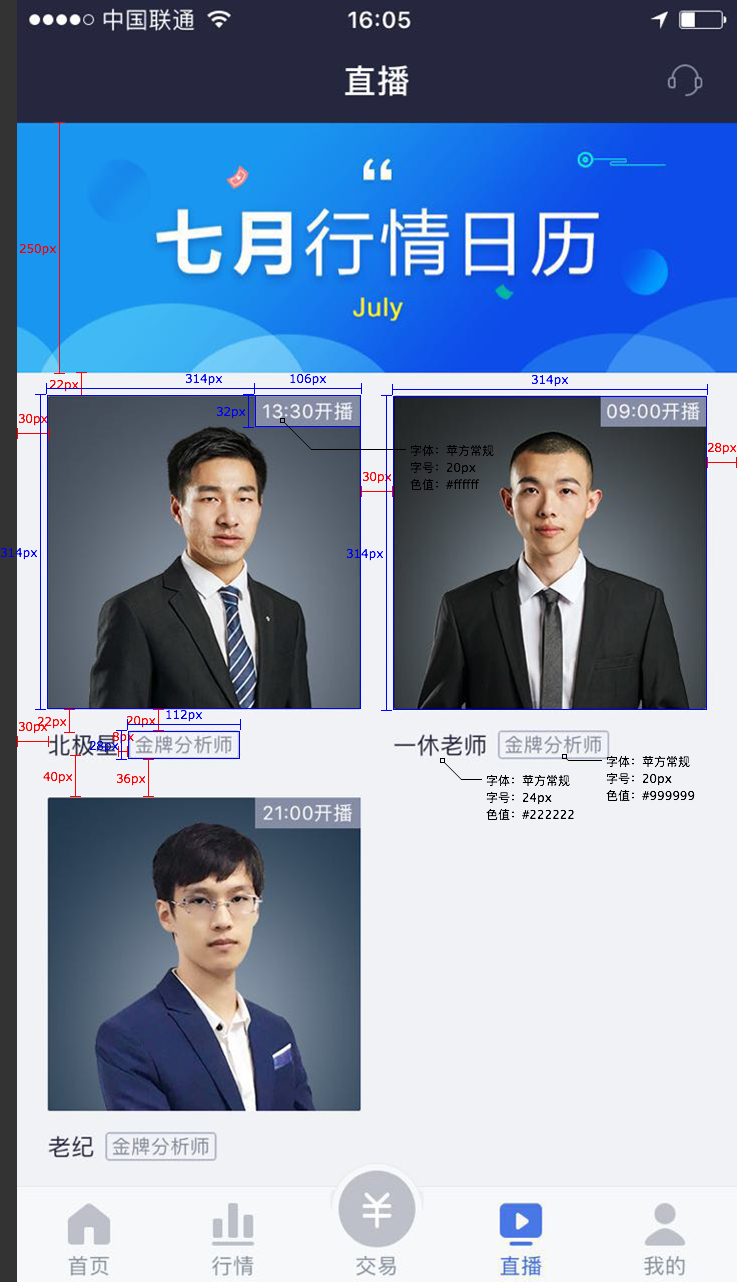 中国联通 16:05
直播
250px
七月行情日历
July
22px
314px
106px
314px
30px
32px
13:30开播
09:00开播
字体：苹方常规
字号：20px
色值：#ffffff
28px
30px
314px
314px
22px
20px
112px
30px
8px
28px
北极星 金牌分析师
一休老师 金牌分析师
字体：苹方常规
字号：20px
色值：#999999
字体：苹方常规
字号：24px
色值：#222222
40px
36px
21:00开播
老纪 金牌分析师
首页 行情 交易 直播 我的